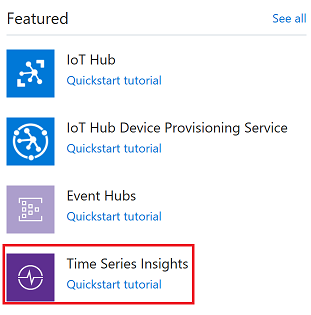 Featured See all
IoT Hub
Quickstart tutorial
IoT Hub Device Provisioning Service
Quickstart tutorial
Event Hubs
Quickstart tutorial
Time Series Insights
Quickstart tutorial